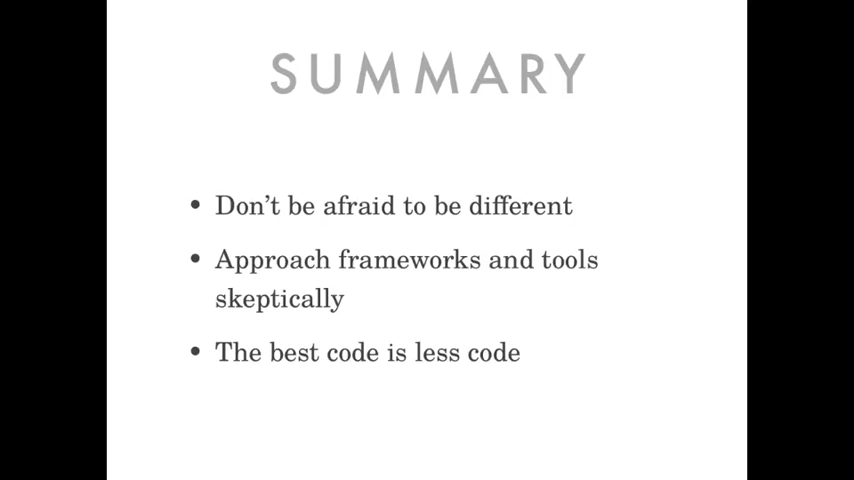 SUMMARY
• Don’t be afraid to be different
• Approach frameworks and tools
skeptically
• The best code is less code